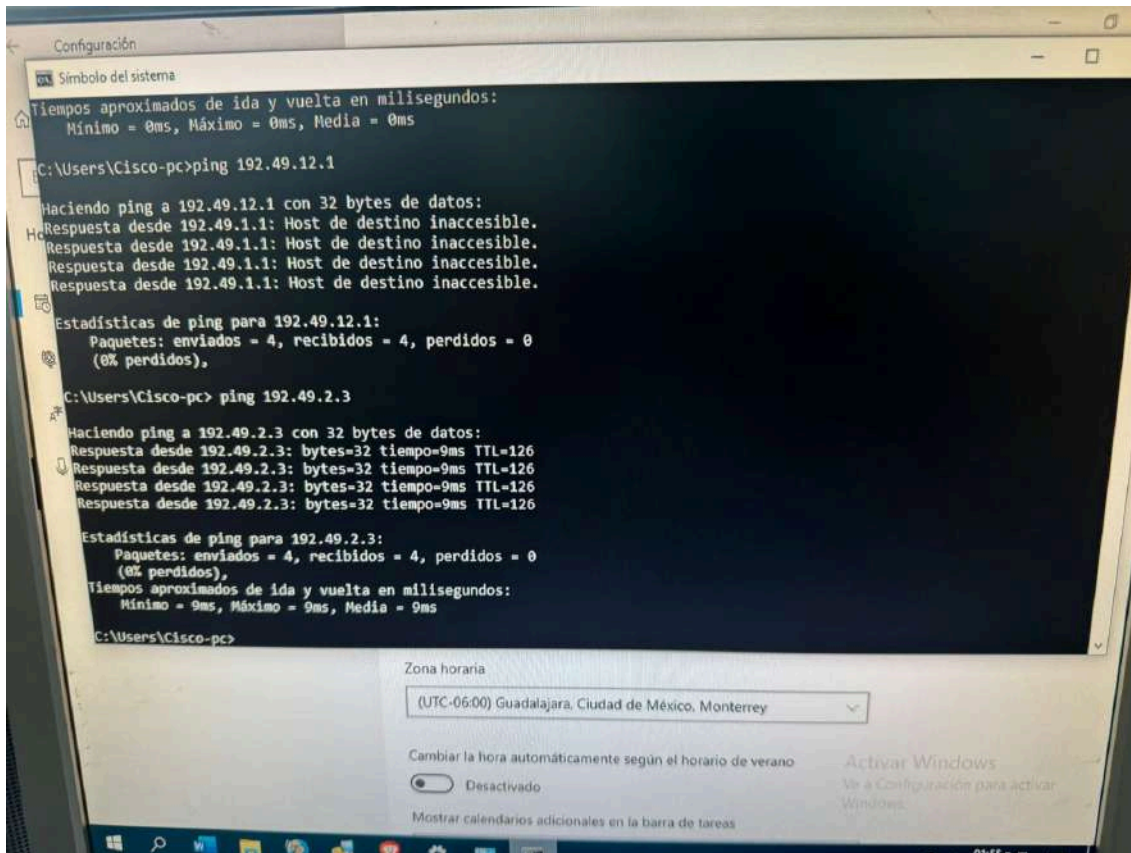 Configuración
Símbolo del sistema
Tiempos aproximados de ida y vuelta en milisegundos:
Mínimo = 0ms, Máximo = 0ms, Media = 0ms
C:\Users\Cisco-pc>ping 192.49.12.1
Haciendo ping a 192.49.12.1 con 32 bytes de datos:
Respuesta desde 192.49.1.1: Host de destino inaccesible.
Respuesta desde 192.49.1.1: Host de destino inaccesible.
Respuesta desde 192.49.1.1: Host de destino inaccesible.
Respuesta desde 192.49.1.1: Host de destino inaccesible.
Estadísticas de ping para 192.49.12.1:
Paquetes: enviados = 4, recibidos = 4, perdidos = 0
(0% perdidos),
C:\Users\Cisco-pc> ping 192.49.2.3
Haciendo ping a 192.49.2.3 con 32 bytes de datos:
Respuesta desde 192.49.2.3: bytes=32 tiempo=9ms TTL=126
Respuesta desde 192.49.2.3: bytes=32 tiempo=9ms TTL=126
Respuesta desde 192.49.2.3: bytes=32 tiempo=9ms TTL=126
Respuesta desde 192.49.2.3: bytes=32 tiempo=9ms TTL=126
Estadísticas de ping para 192.49.2.3:
Paquetes: enviados = 4, recibidos = 4, perdidos = 0
(0% perdidos),
Tiempos aproximados de ida y vuelta en milisegundos:
Mínimo = 9ms, Máximo = 9ms, Media = 9ms
C:\Users\Cisco-pc>
Zona horaria
(UTC-06:00) Guadalajara, Ciudad de México, Monterrey
Cambiar la hora automáticamente según el horario de verano
Desactivado
Activar Windows
Ve a Configuración para activar
Windows.
Mostrar calendarios adicionales en la barra de tareas